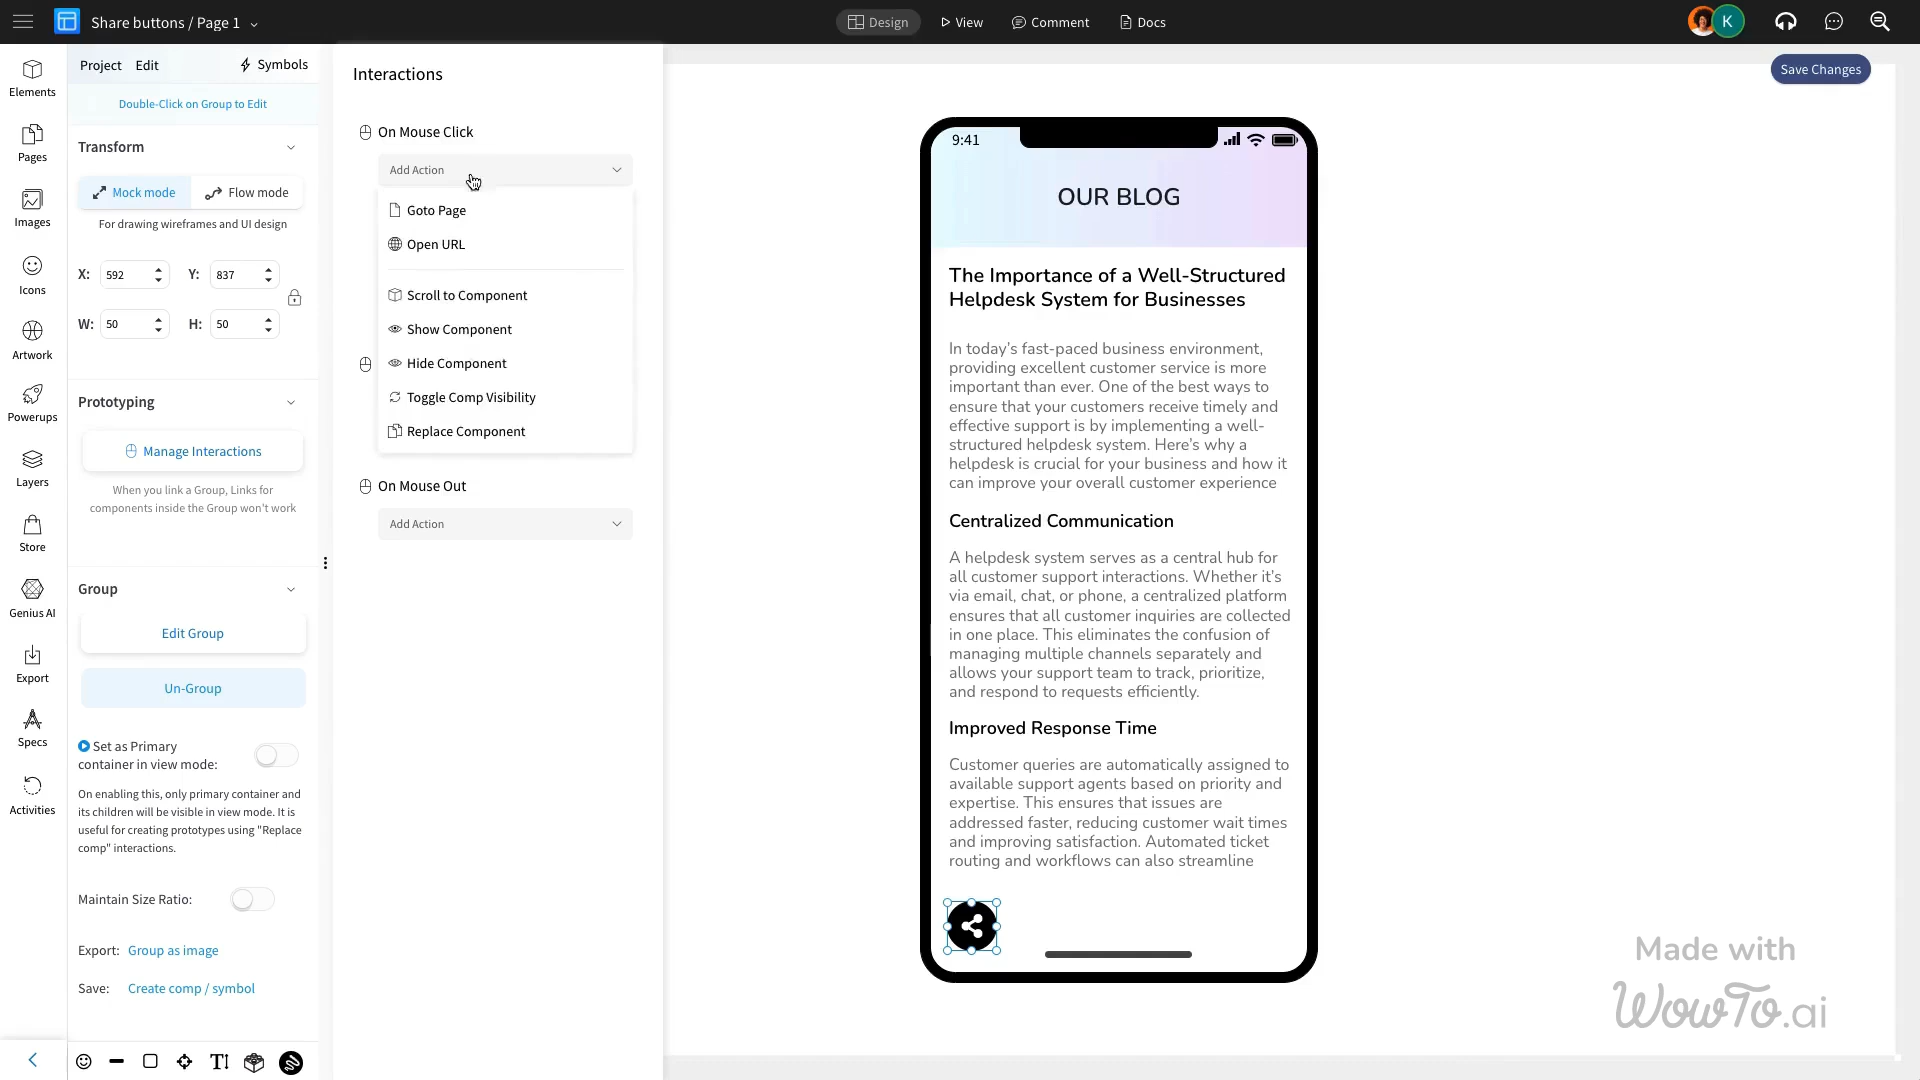 Share buttons / Page 1
Design
View
Comment
Docs
K
Elements
Pages
Images
Icons
Artwork
Powerups
Layers
Store
Genius AI
Export
Specs
Activities
Project
Edit
Symbols
Double-Click on Group to Edit
Transform
Mock mode
Flow mode
For drawing wireframes and UI design
X: 592
Y: 837
W: 50
H: 50
Prototyping
Manage Interactions
When you link a Group, Links for
components inside the Group won't work
Group
Edit Group
Un-Group
Set as Primary
container in view mode:
On enabling this, only primary container and
its children will be visible in view mode. It is
useful for creating prototypes using "Replace
comp" interactions.
Maintain Size Ratio:
Export: Group as image
Save: Create comp / symbol
Interactions
On Mouse Click
Add Action
Goto Page
Open URL
Scroll to Component
Show Component
Hide Component
Toggle Comp Visibility
Replace Component
On Mouse Out
Add Action
Save Changes
9:41
OUR BLOG
The Importance of a Well-Structured
Helpdesk System for Businesses
In today's fast-paced business environment,
providing excellent customer service is more
important than ever. One of the best ways to
ensure that your customers receive timely and
effective support is by implementing a well-
structured helpdesk system. Here's why a
helpdesk is crucial for your business and how it
can improve your overall customer experience
Centralized Communication
A helpdesk system serves as a central hub for
all customer support interactions. Whether it's
via email, chat, or phone, a centralized platform
ensures that all customer inquiries are collected
in one place. This eliminates the confusion of
managing multiple channels separately and
allows your support team to track, prioritize,
and respond to requests efficiently.
Improved Response Time
Customer queries are automatically assigned to
available support agents based on priority and
expertise. This ensures that issues are
addressed faster, reducing customer wait times
and improving satisfaction. Automated ticket
routing and workflows can also streamline
Made with
WowTo.ai